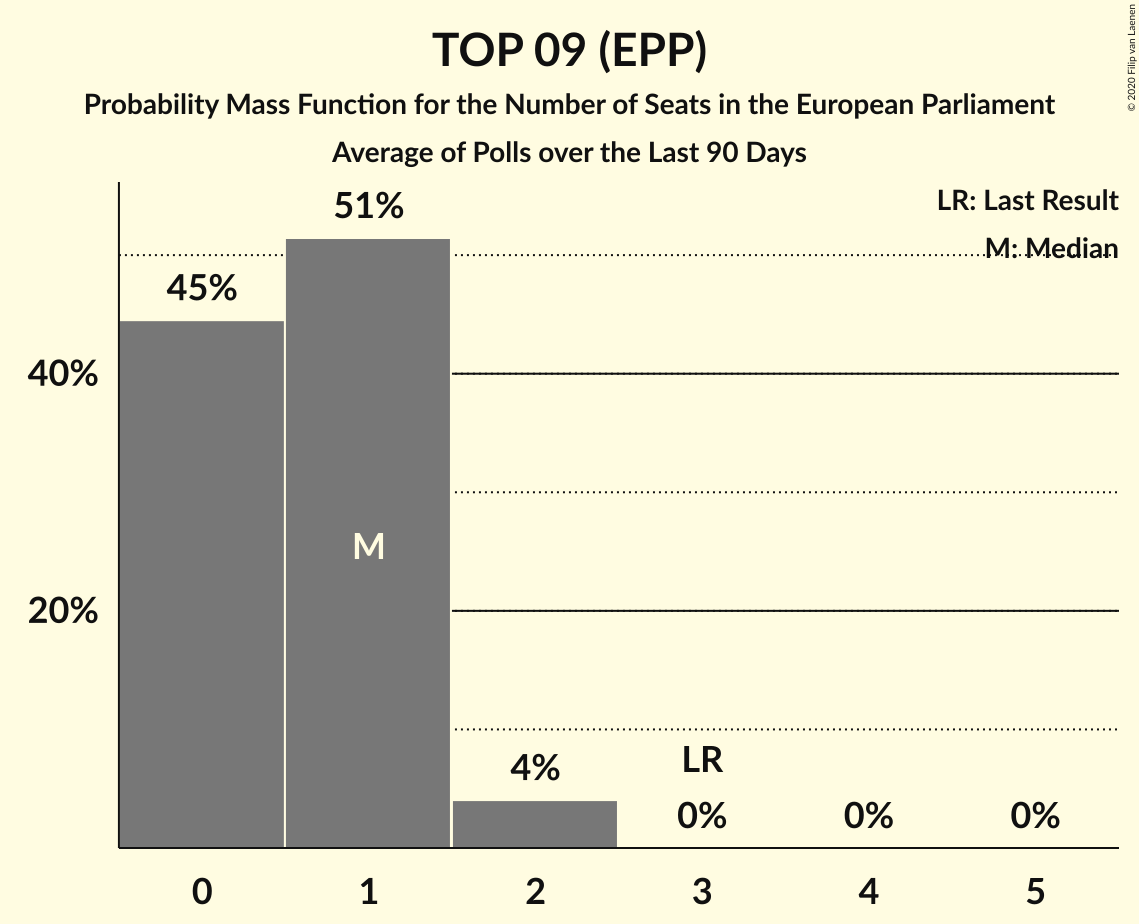 TOP 09 (EPP)
Probability Mass Function for the Number of Seats in the European Parliament
Average of Polls over the Last 90 Days
© 2020 Filip van Laenen
LR: Last Result
M: Median
51%
45%
40%
M
20%
4%
LR
0%
0%
0%
0
1
2
3
4
5